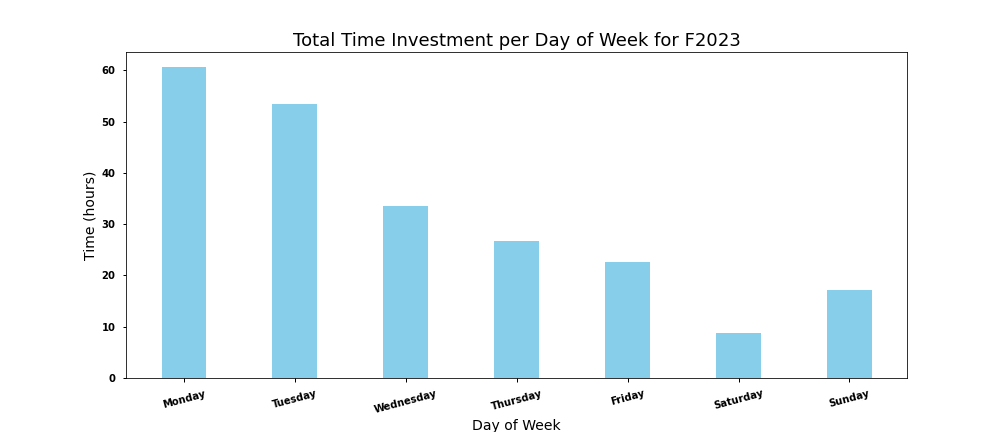 Total Time Investment per Day of Week for F2023
Time (hours)
60
50
40
30
20
10
0
Monday Tuesday Wednesday Thursday Friday Saturday Sunday
Day of Week